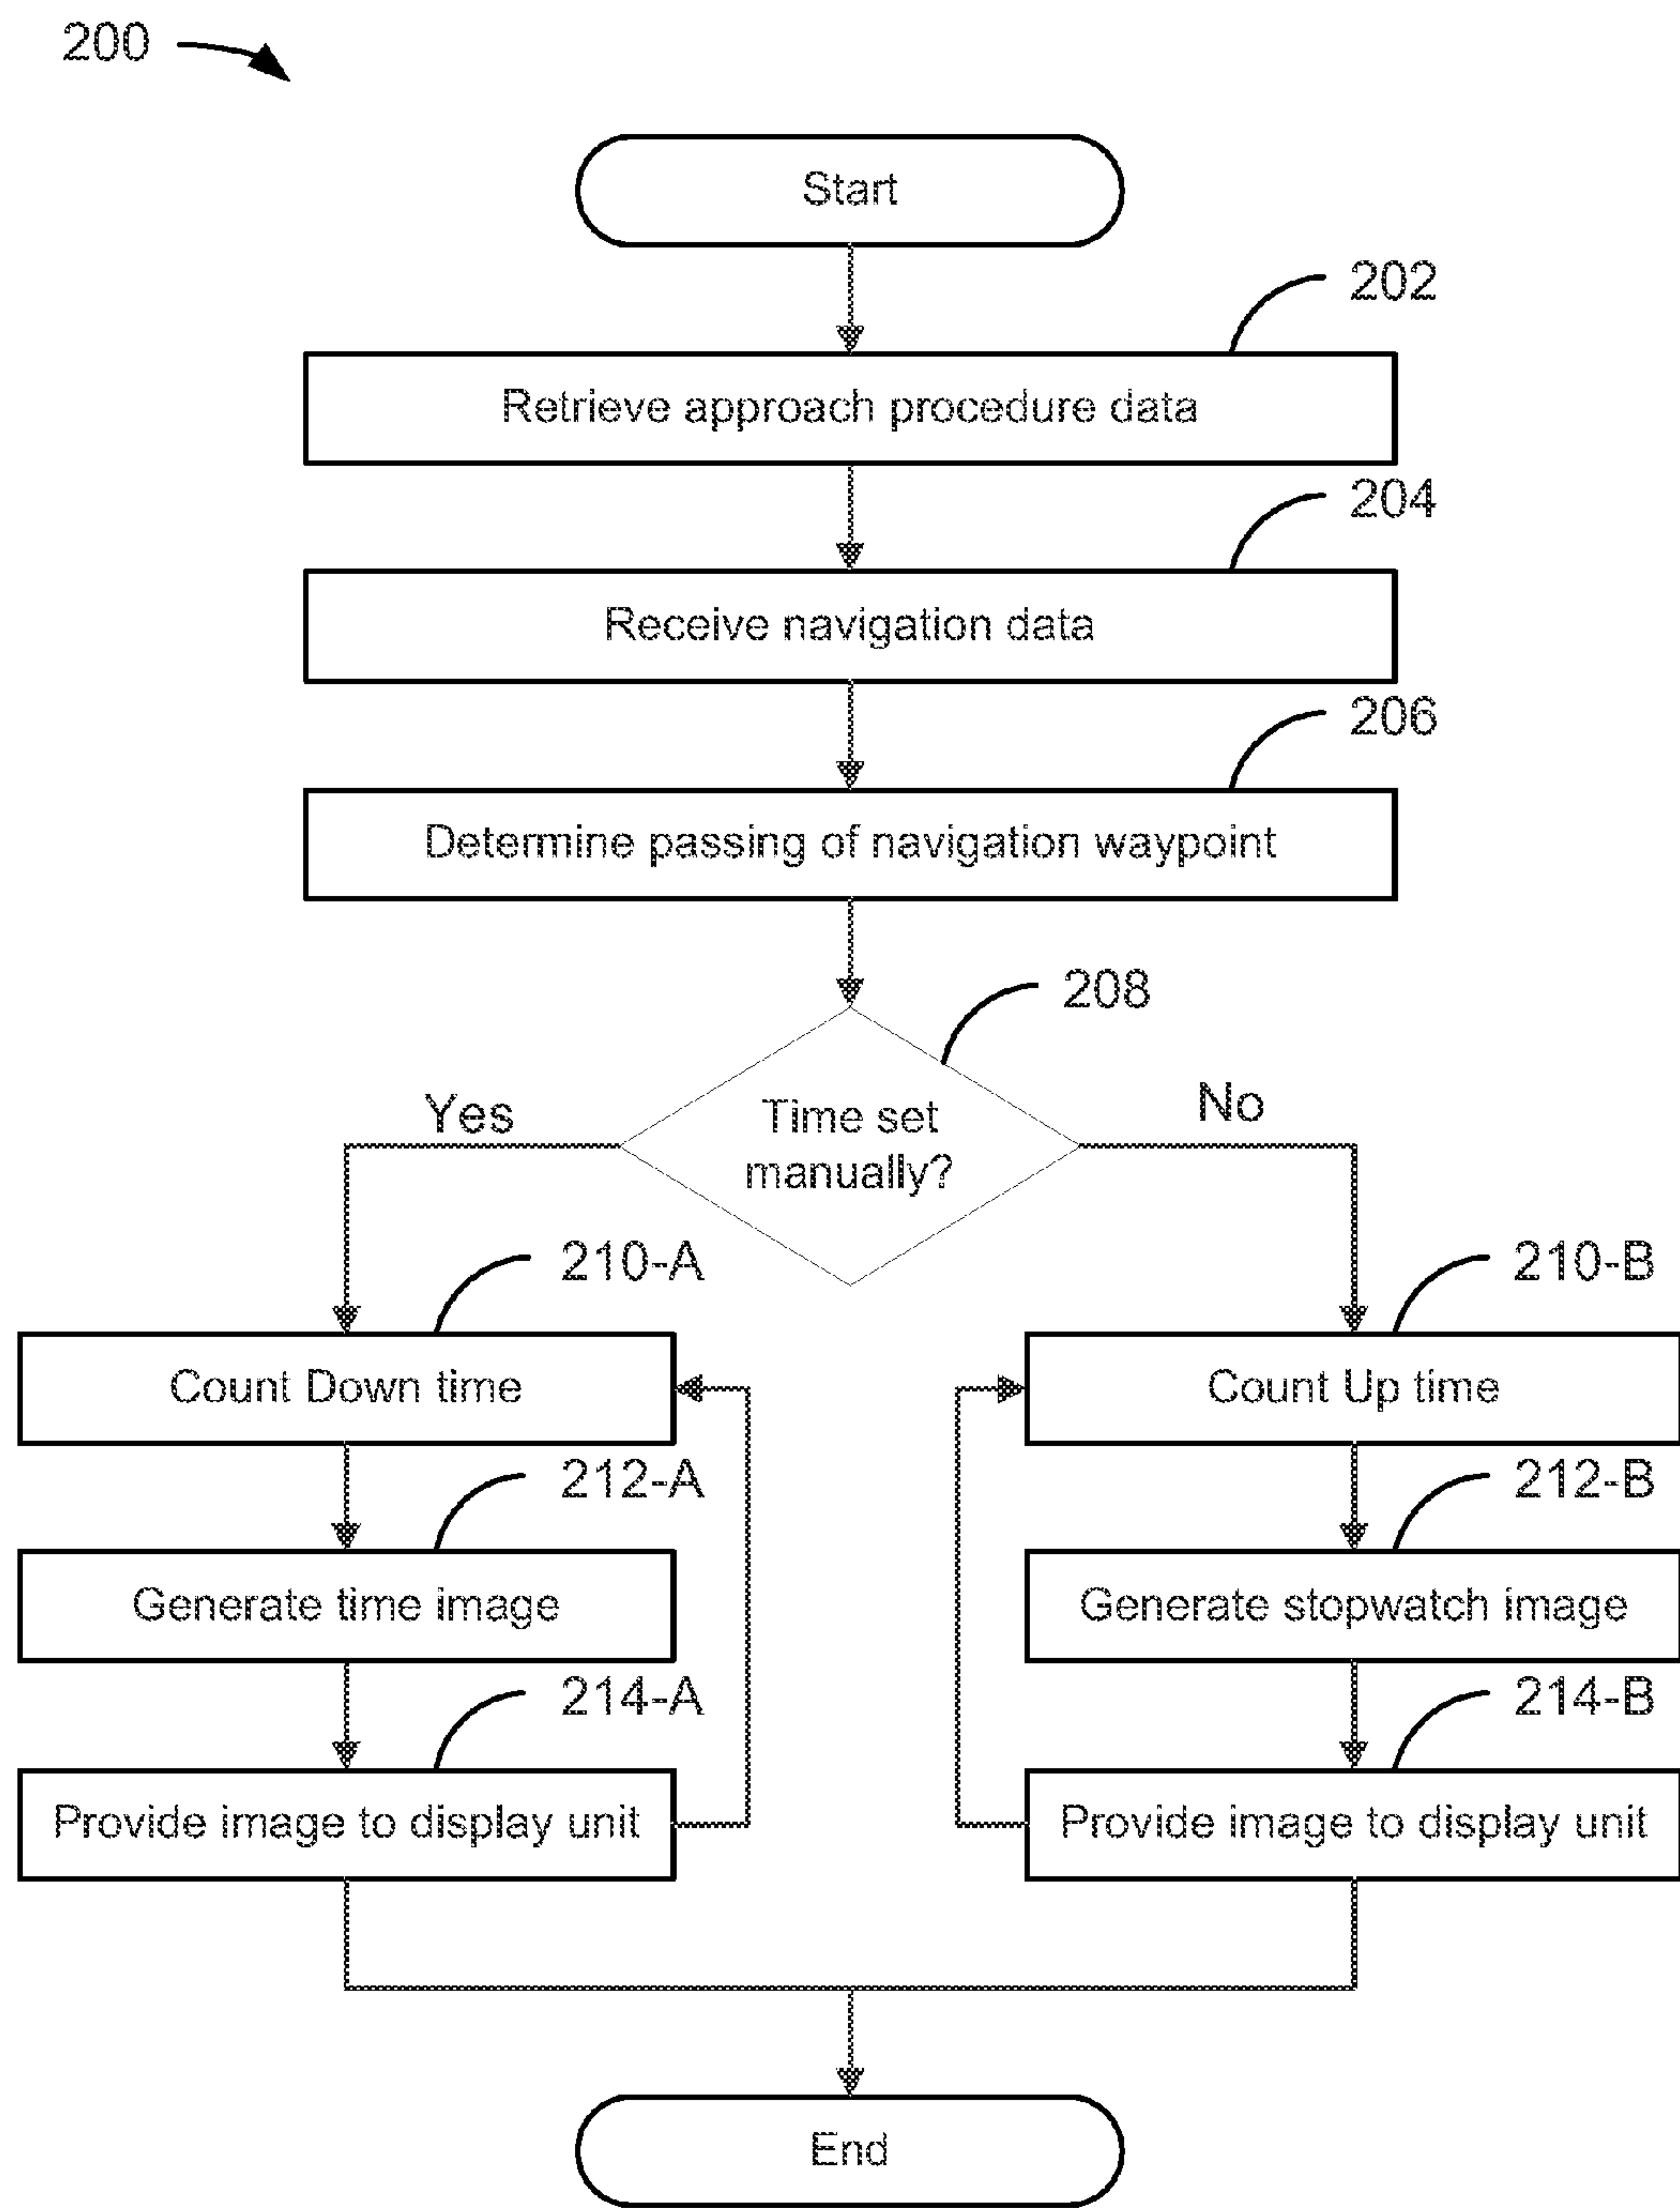 200
Start
202
Retrieve approach procedure data
204
Receive navigation data
206
Determine passing of navigation waypoint
208
Time set
manually?
Yes
No
210-A
Count Down time
210-B
Count Up time
212-A
Generate time image
212-B
Generate stopwatch image
214-A
Provide image to display unit
214-B
Provide image to display unit
End